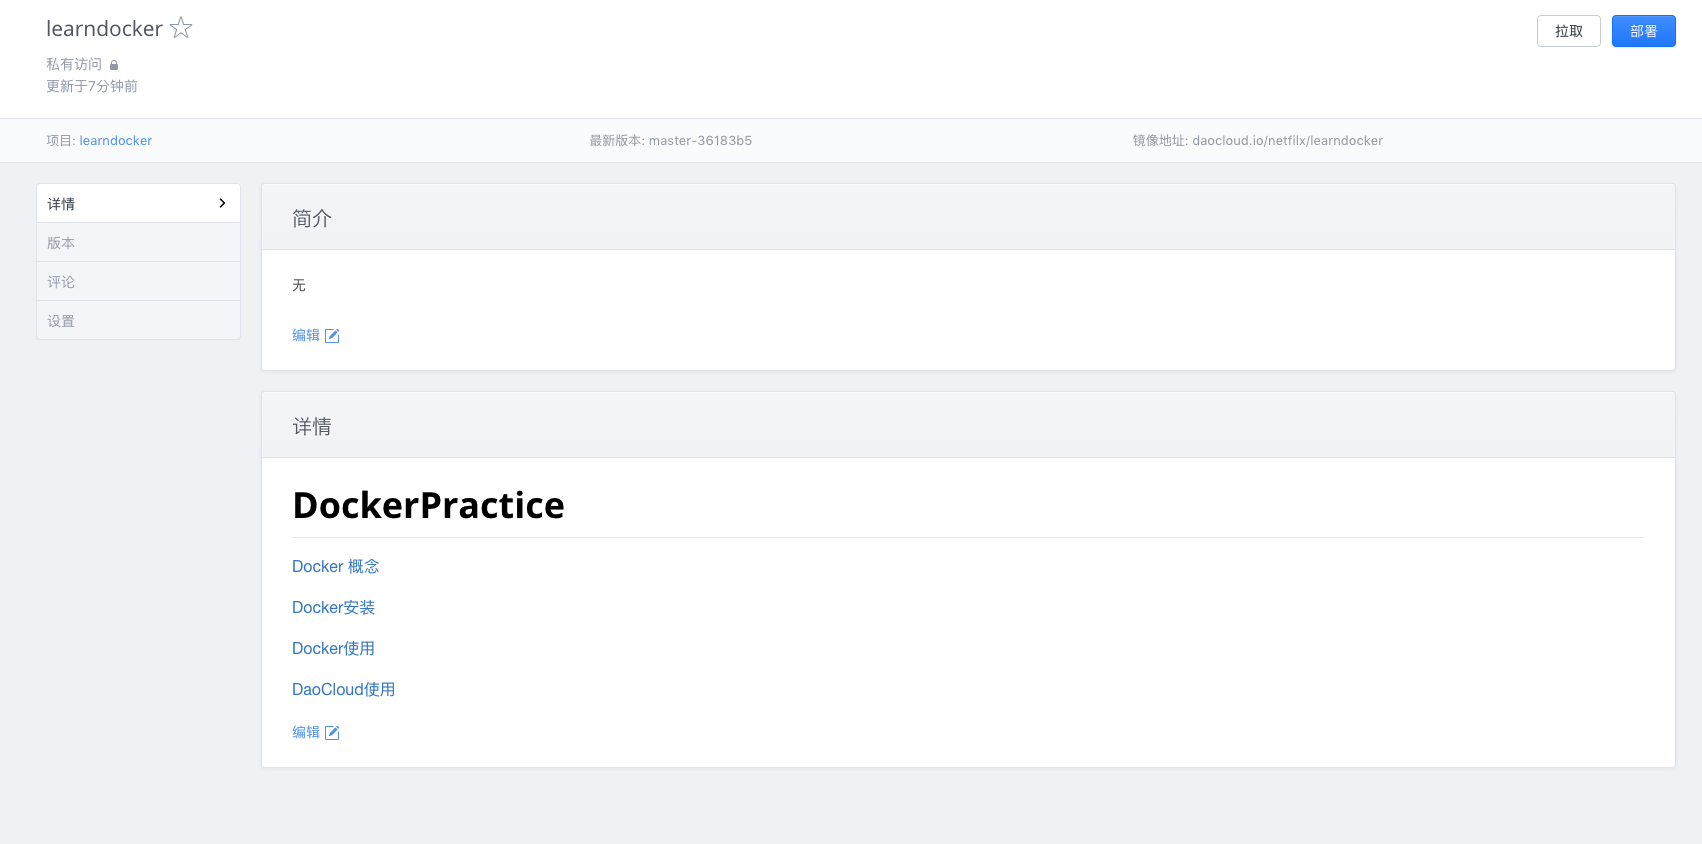 learndocker
拉取
部署
私有访问
更新于7分钟前
项目: learndocker
最新版本: master-36183b5
镜像地址: daocloud.io/netfilx/learndocker
详情
版本
评论
设置
简介
无
编辑
详情
DockerPractice
Docker 概念
Docker安装
Docker使用
DaoCloud使用
编辑